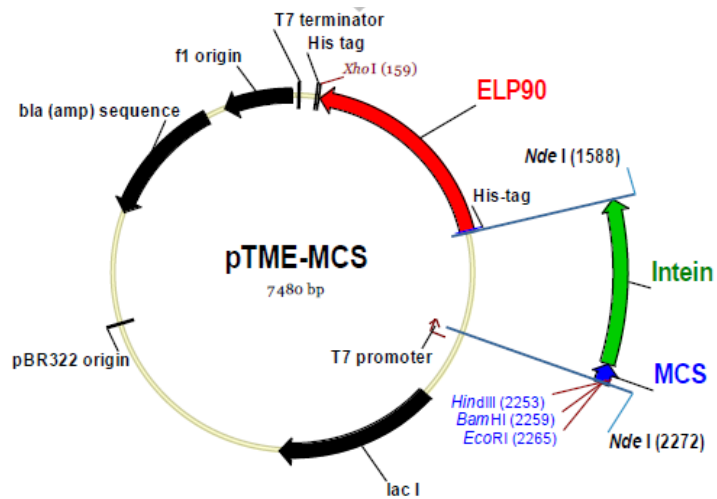 T7 terminator
His tag
f1 origin
XhoI (159)
ELP90
bla (amp) sequence
Nde I (1588)
His-tag
pTME-MCS
7480 bp
Intein
pBR322 origin
T7 promoter
MCS
HindIII (2253)
BamHI (2259)
EcoRI (2265)
Nde I (2272)
lac I